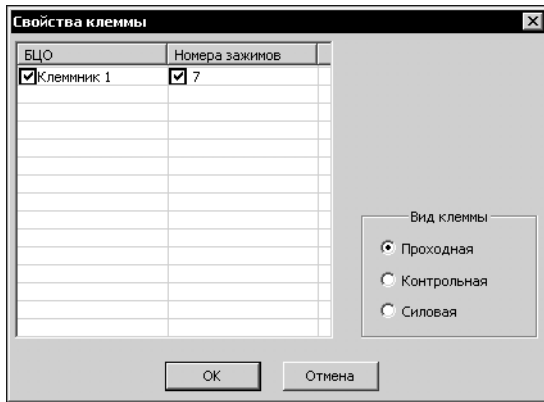 Свойства клеммы
БЦО Номера зажимов
Клеммник 1 7
Вид клеммы
Проходная
Контрольная
Силовая
OK Отмена